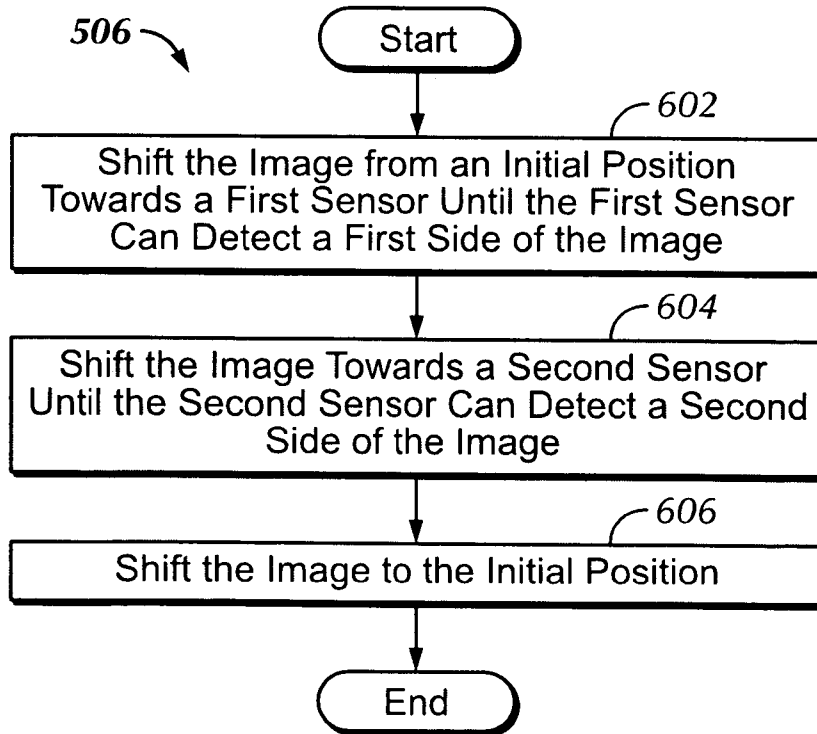 506
Start
602
Shift the Image from an Initial Position
Towards a First Sensor Until the First Sensor
Can Detect a First Side of the Image
604
Shift the Image Towards a Second Sensor
Until the Second Sensor Can Detect a Second
Side of the Image
606
Shift the Image to the Initial Position
End